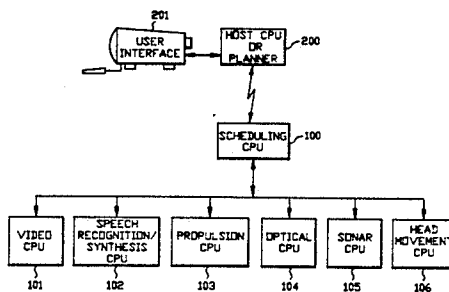 201
USER
INTERFACE
HOST CPU
OR
PLANNER
200
SCHEDULING
CPU
100
VIDEO
CPU
SPEECH
RECOGNITION/
SYNTHESIS
CPU
PROPULSION
CPU
OPTICAL
CPU
SONAR
CPU
HEAD
MOVEMENT
CPU
101
102
103
104
105
106